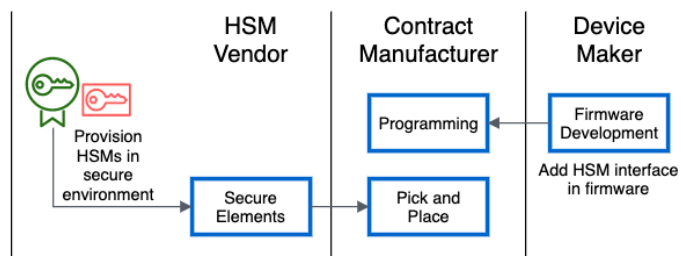 HSM
Vendor
Contract
Manufacturer
Device
Maker
Provision
HSMs in
secure
environment
Programming
Firmware
Development
Add HSM interface
in firmware
Secure
Elements
Pick and
Place